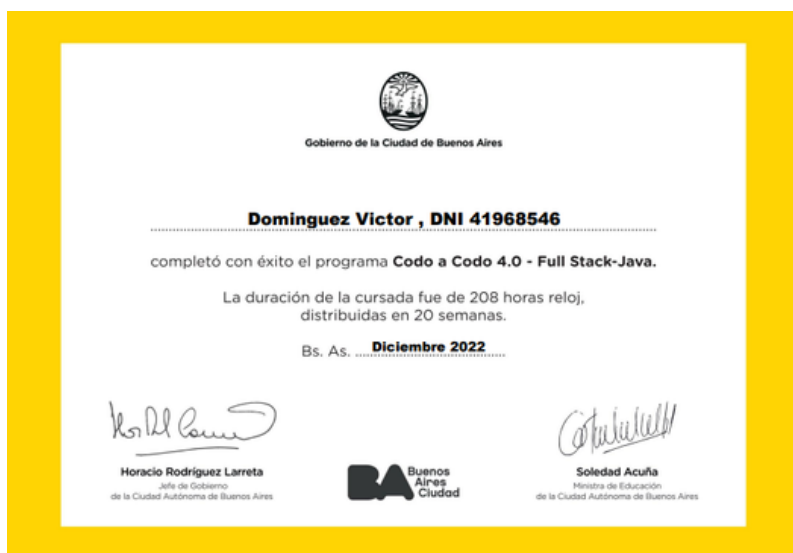 Gobierno de la Ciudad de Buenos Aires
Dominguez Victor , DNI 41968546
completó con éxito el programa Codo a Codo 4.0 - Full Stack-Java.
La duración de la cursada fue de 208 horas reloj,
distribuidas en 20 semanas.
Bs. As. Diciembre 2022
Horacio Rodríguez Larreta
Jefe de Gobierno
de la Ciudad Autónoma de Buenos Aires
BA Buenos
Aires
Ciudad
Soledad Acuña
Ministra de Educación
de la Ciudad Autónoma de Buenos Aires